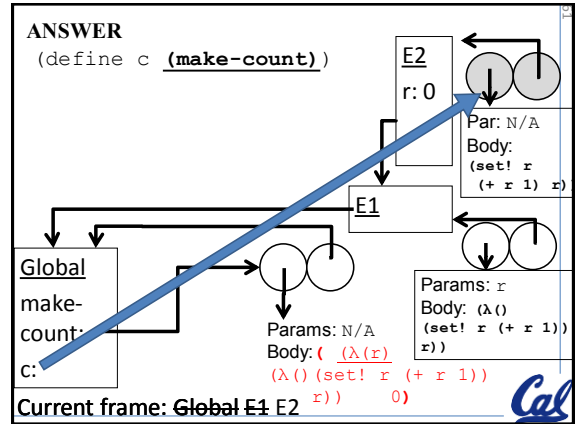 ANSWER
(define c (make-count))
61
E2
r: 0
Par: N/A
Body:
(set! r
(+ r 1) r))
E1
Global
make-
count:
c:
Params: N/A
Body: ( (λ(r)
(λ()(set! r (+ r 1))
r)) 0)
Params: r
Body: (λ()
(set! r (+ r 1))
r))
Current frame: Global E1 E2
Cal